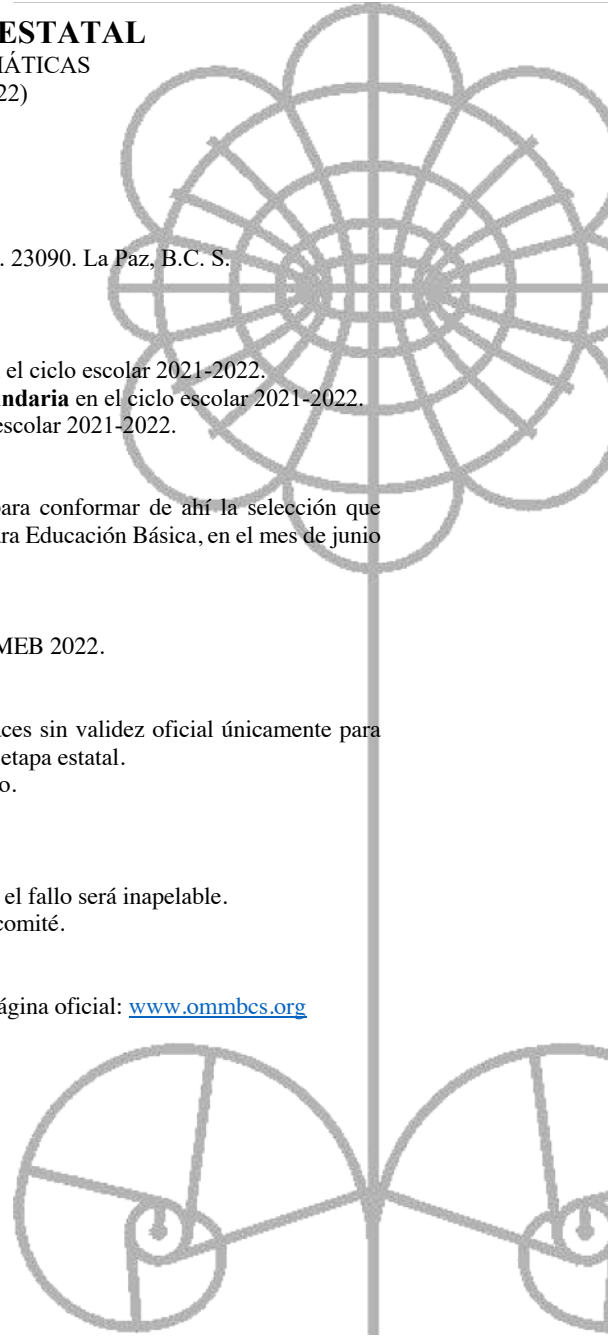 ESTATAL
MÁTICAS
22)
. 23090. La Paz, B.C. S.
el ciclo escolar 2021-2022.
ndaria en el ciclo escolar 2021-2022.
escolar 2021-2022.
para conformar de ahí la selección que
ara Educación Básica, en el mes de junio
MEB 2022.
ces sin validez oficial únicamente para
etapa estatal.
o.
el fallo será inapelable.
comité.
ágina oficial: www.ommbcs.org